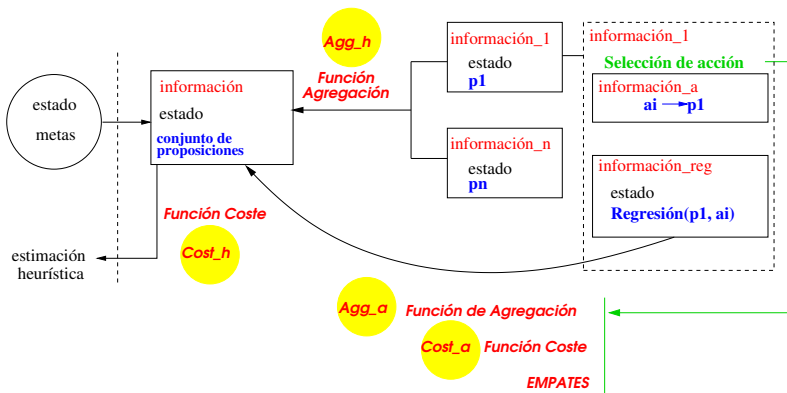 estado
metas
información
estado
conjunto de
proposiciones
Función Coste
Cost_h
estimación
heurística
Agg_h
Función
Agregación
información_1
estado
p1
información_n
estado
pn
información_1
Selección de acción
información_a
ai → p1
información_reg
estado
Regresión(p1, ai)
Agg_a Función de Agregación
Cost_a Función Coste
EMPATES